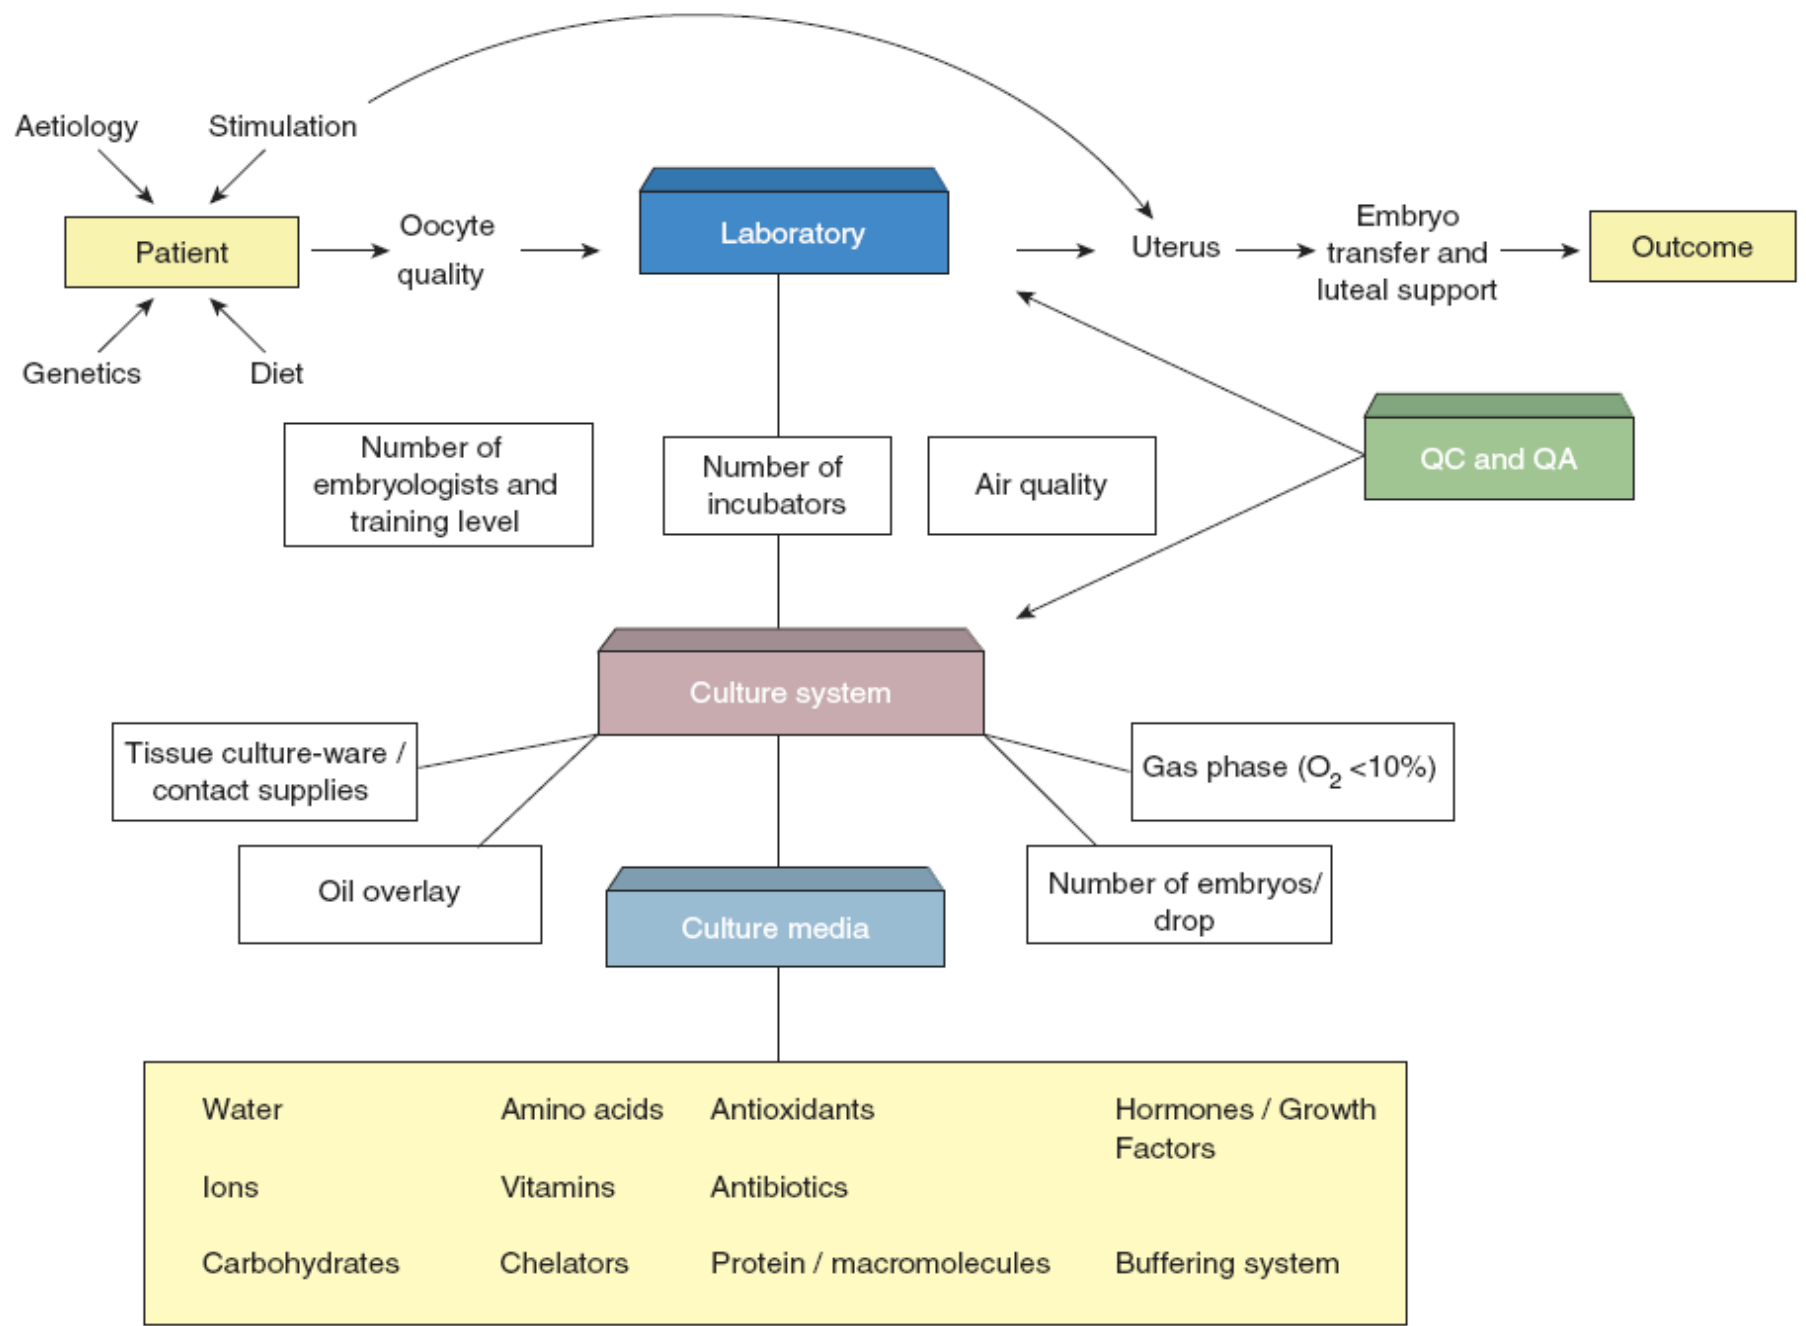 Aetiology
Stimulation
Patient
Genetics
Diet
Oocyte
quality
Laboratory
Uterus
Embryo
transfer and
luteal support
Outcome
Number of
embryologists and
training level
Number of
incubators
Air quality
QC and QA
Culture system
Tissue culture-ware /
contact supplies
Gas phase (O₂ <10%)
Oil overlay
Culture media
Number of embryos/
drop
Water
Amino acids
Antioxidants
Hormones / Growth
Factors
Ions
Vitamins
Antibiotics
Carbohydrates
Chelators
Protein / macromolecules
Buffering system